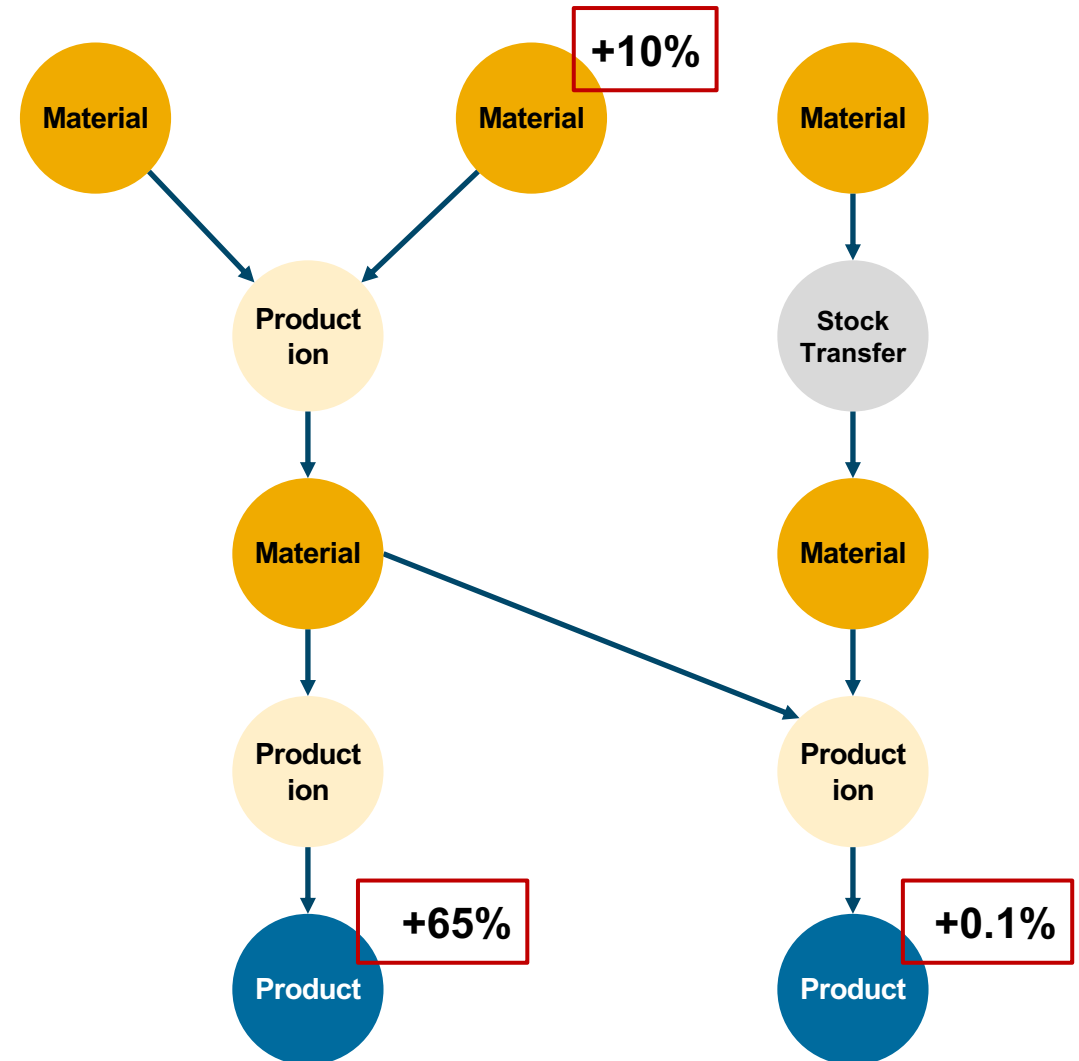 +10%
Material
Material
Material
Product
ion
Stock
Transfer
Material
Material
Product
ion
Product
ion
+65%
+0.1%
Product
Product